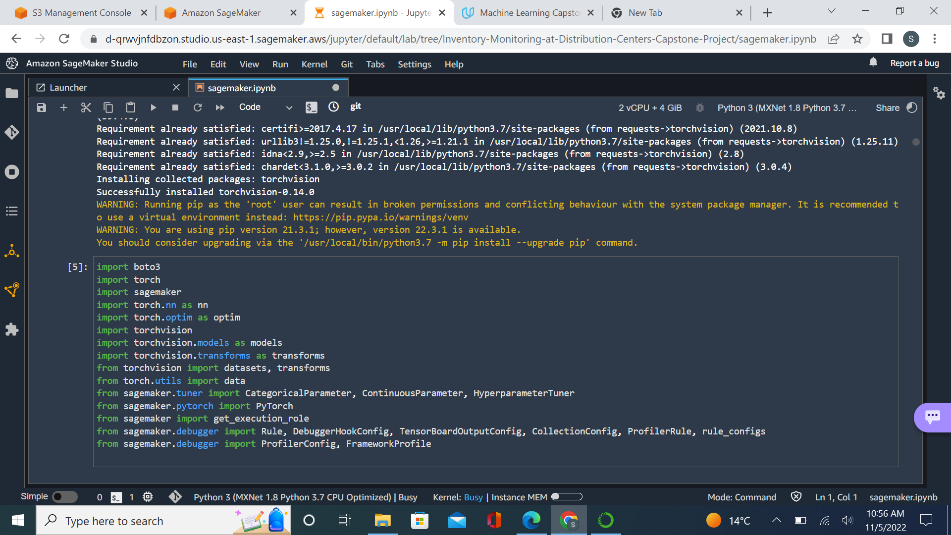 S3 Management Console
Amazon SageMaker
sagemaker.ipynb - Jupyte
Machine Learning Capsto
New Tab
d-qrwvjnfdbzon.studio.us-east-1.sagemaker.aws/jupyter/default/lab/tree/Inventory-Monitoring-at-Distribution-Centers-Capstone-Project/sagemaker.ipynb
S
Amazon SageMaker Studio
File Edit View Run Kernel Git Tabs Settings Help
Report a bug
Launcher
sagemaker.ipynb
Code
git
2 vCPU + 4 GiB
Python 3 (MXNet 1.8 Python 3.7 ...
Share
Requirement already satisfied: certifi>=2017.4.17 in /usr/local/lib/python3.7/site-packages (from requests->torchvision) (2021.10.8)
Requirement already satisfied: urllib3!=1.25.0,!=1.25.1,<1.26,>=1.21.1 in /usr/local/lib/python3.7/site-packages (from requests->torchvision) (1.25.11)
Requirement already satisfied: idna<2.9,>=2.5 in /usr/local/lib/python3.7/site-packages (from requests->torchvision) (2.8)
Requirement already satisfied: chardet<3.1.0,>=3.0.2 in /usr/local/lib/python3.7/site-packages (from requests->torchvision) (3.0.4)
Installing collected packages: torchvision
Successfully installed torchvision-0.14.0
WARNING: Running pip as the 'root' user can result in broken permissions and conflicting behaviour with the system package manager. It is recommended t
o use a virtual environment instead: https://pip.pypa.io/warnings/venv
WARNING: You are using pip version 21.3.1; however, version 22.3.1 is available.
You should consider upgrading via the '/usr/local/bin/python3.7 -m pip install --upgrade pip' command.
[5]:
import boto3
import torch
import sagemaker
import torch.nn as nn
import torch.optim as optim
import torchvision
import torchvision.models as models
import torchvision.transforms as transforms
from torchvision import datasets, transforms
from torch.utils import data
from sagemaker.tuner import CategoricalParameter, ContinuousParameter, HyperparameterTuner
from sagemaker.pytorch import PyTorch
from sagemaker import get_execution_role
from sagemaker.debugger import Rule, DebuggerHookConfig, TensorBoardOutputConfig, CollectionConfig, ProfilerRule, rule_configs
from sagemaker.debugger import ProfilerConfig, FrameworkProfile
Simple
0
1
Python 3 (MXNet 1.8 Python 3.7 CPU Optimized) | Busy
Kernel: Busy | Instance MEM
Mode: Command
Ln 1, Col 1
sagemaker.ipynb
Type here to search
14°C
10:56 AM
11/5/2022